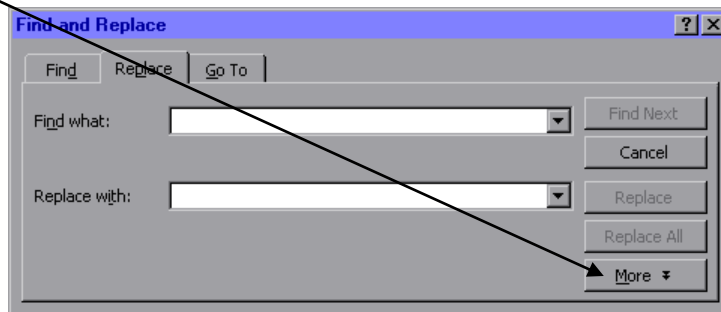 Find and Replace
Find Replace Go To
Find what: Find Next
Cancel
Replace with: Replace
Replace All
More